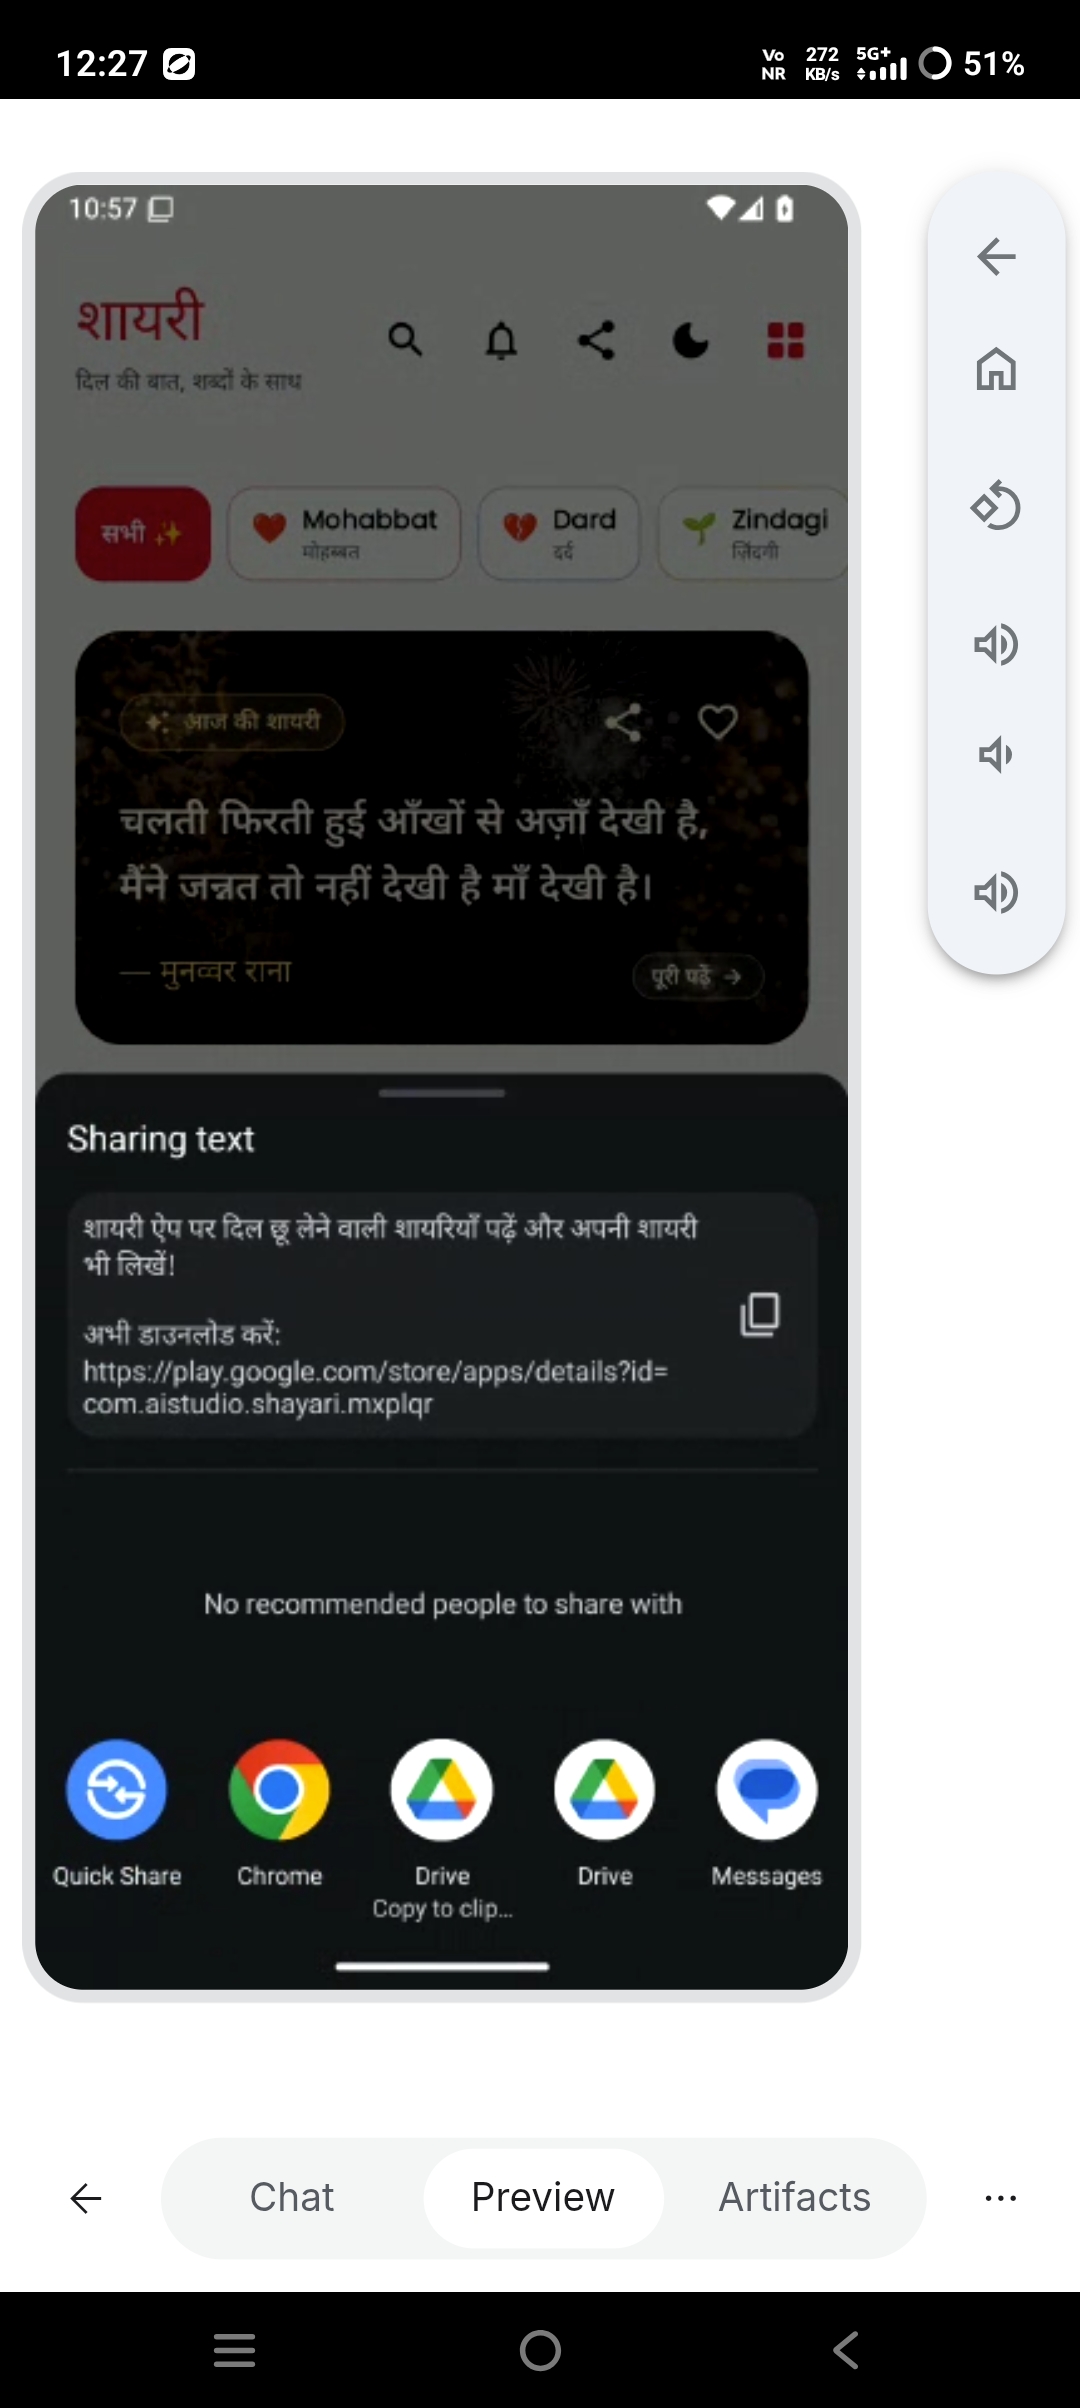 12:27
Vo NR
272 KB/s
5G+
51%
10:57
शायरी
दिल की बात, शब्दों के साथ
सभी ✨
Mohabbat
मोहब्बत
Dard
दर्द
Zindagi
ज़िंदगी
आज की शायरी
चलती फिरती हुई आँखों से अज़ाँ देखी है,
मैंने जन्नत तो नहीं देखी है माँ देखी है।
— मुनव्वर राना
पूरी पढ़ें →
Sharing text
शायरी ऐप पर दिल छू लेने वाली शायरियाँ पढ़ें और अपनी शायरी
भी लिखें!
अभी डाउनलोड करें:
https://play.google.com/store/apps/details?id=
com.aistudio.shayari.mxplqr
No recommended people to share with
Quick Share
Chrome
Drive
Copy to clip...
Drive
Messages
Chat
Preview
Artifacts